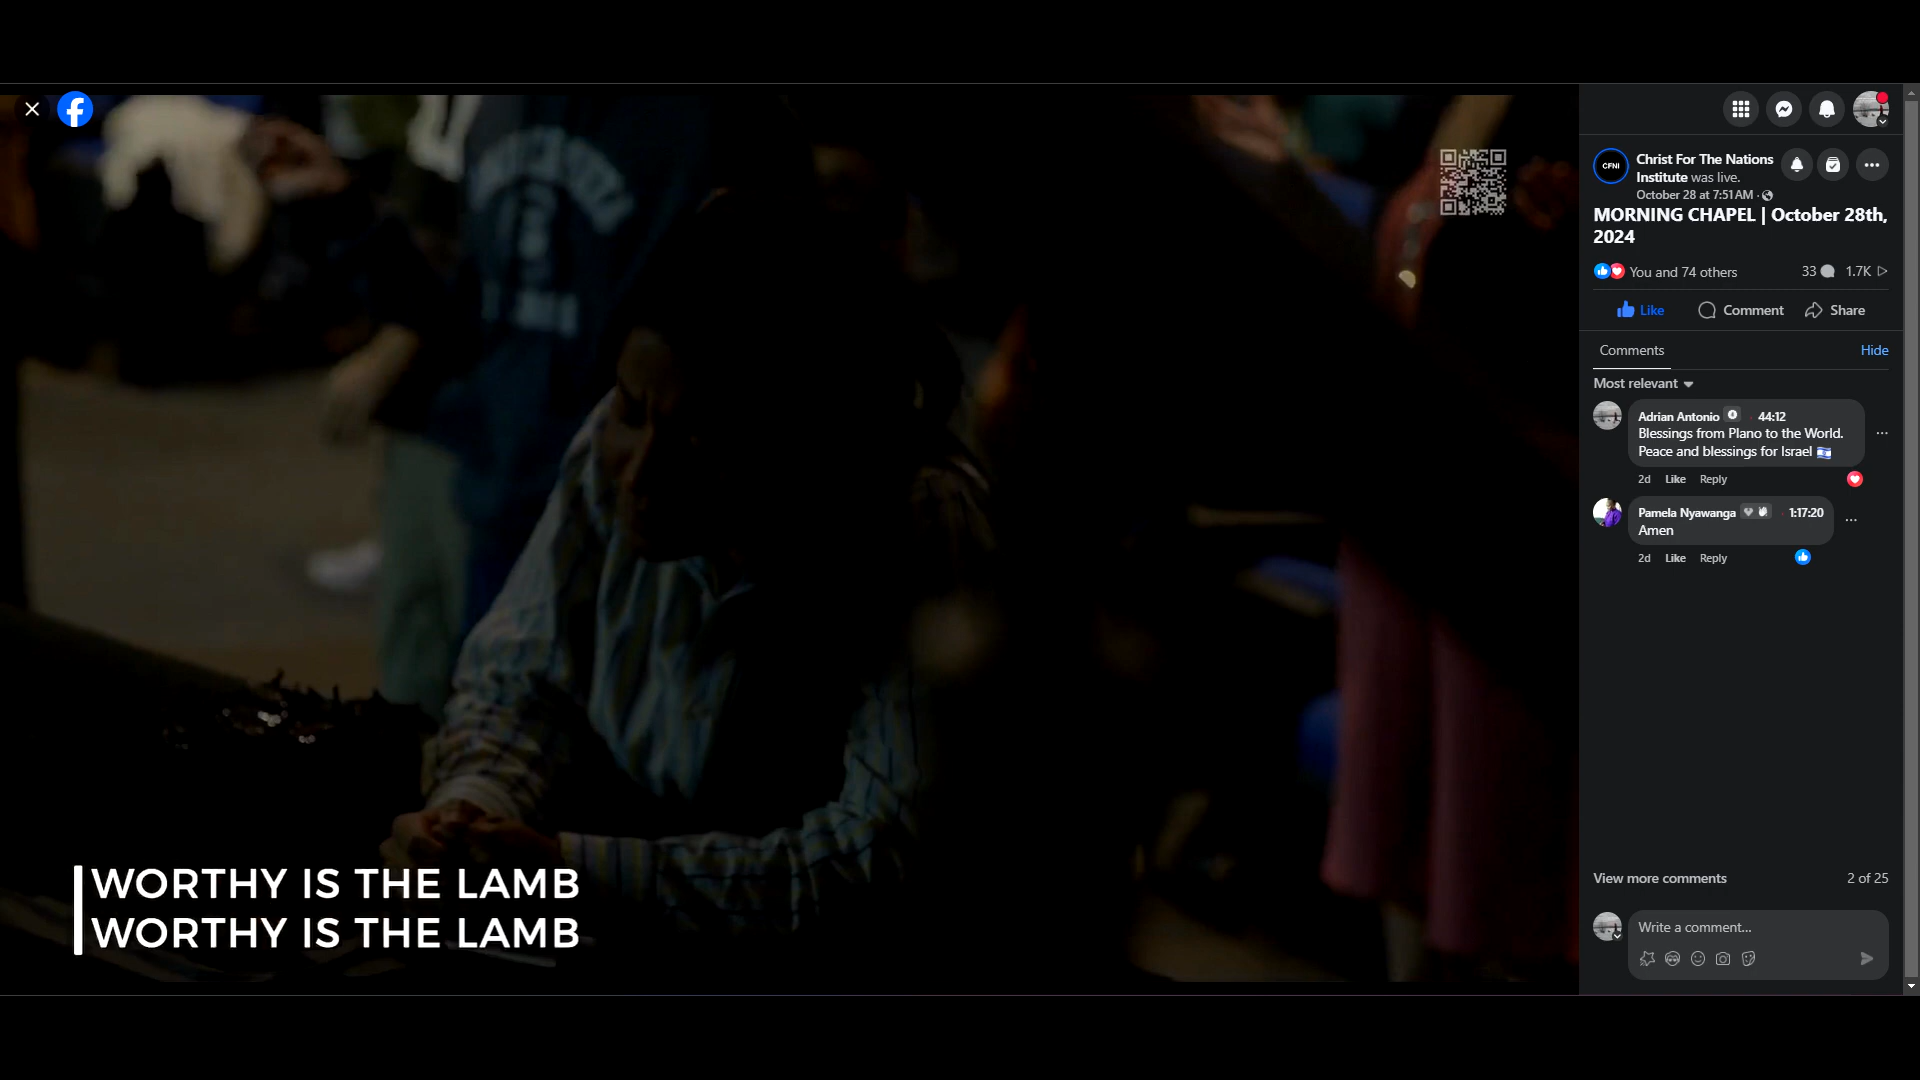 CFNI
Christ For The Nations
Institute was live.
October 28 at 7:51 AM ·
MORNING CHAPEL | October 28th,
2024
You and 74 others
33
1.7K
Like
Comment
Share
Comments
Hide
Most relevant
Adrian Antonio · 44:12
Blessings from Plano to the World.
Peace and blessings for Israel 🇮🇱
2d Like Reply
Pamela Nyawanga · 1:17:20
Amen
2d Like Reply
View more comments
2 of 25
Write a comment...
WORTHY IS THE LAMB
WORTHY IS THE LAMB